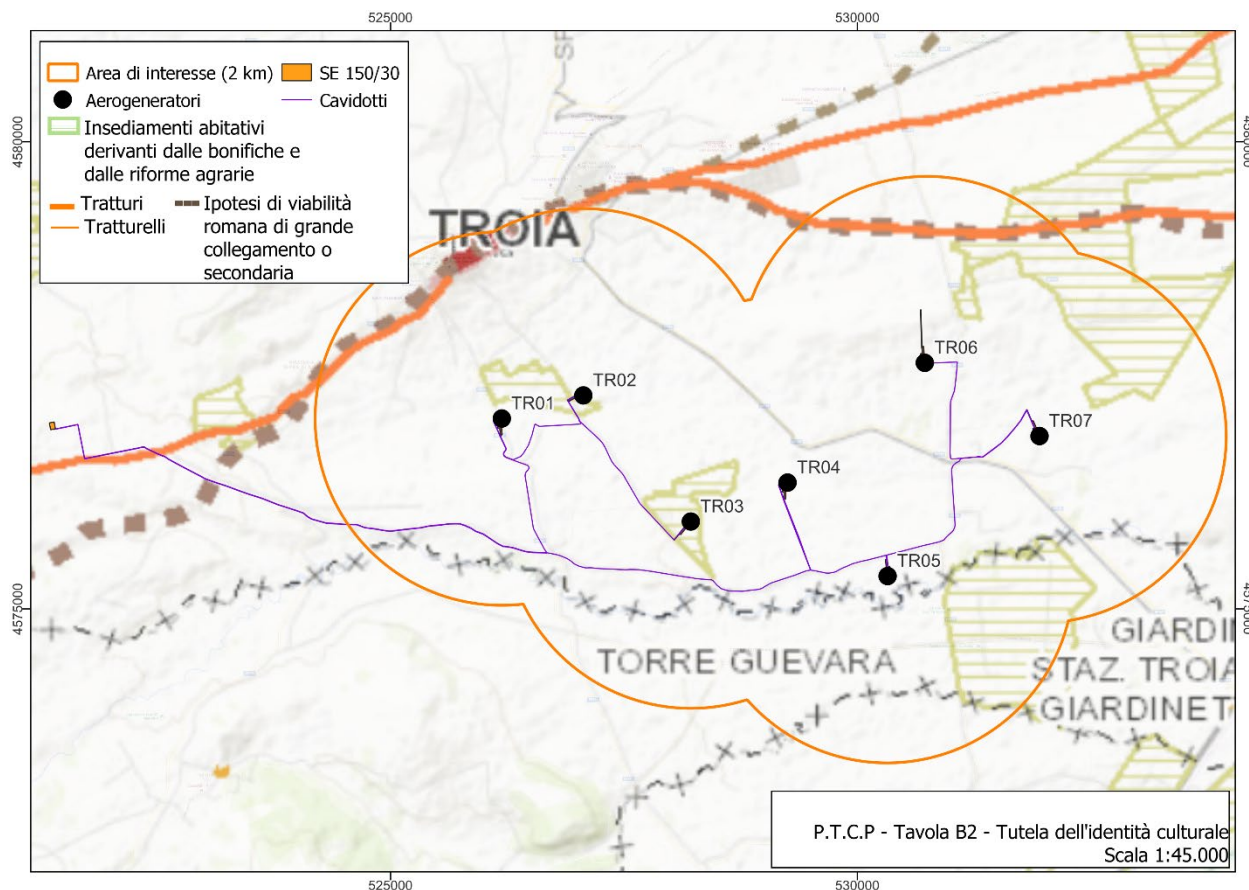 525000
530000
Area di interesse (2 km)
SE 150/30
Aerogeneratori
Cavidotti
Insediamenti abitativi
derivanti dalle bonifiche e
dalle riforme agrarie
Tratturi
Tratturelli
Ipotesi di viabilità
romana di grande
collegamento o
secondaria
4580000
4580000
TROIA
TR06
TR02
TR01
TR07
TR04
TR03
TR05
4575000
4575000
GIARDI
TORRE GUEVARA
STAZ. TROIA
GIARDINET
P.T.C.P - Tavola B2 - Tutela dell'identità culturale
Scala 1:45.000
525000
530000